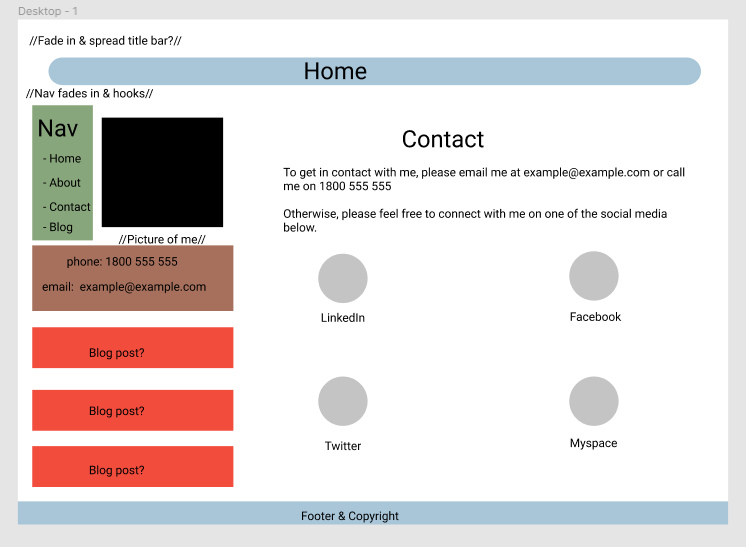 Desktop - 1
//Fade in & spread title bar?//
Home
//Nav fades in & hooks//
Nav
- Home
- About
- Contact
- Blog
//Picture of me//
phone: 1800 555 555
email: example@example.com
Blog post?
Blog post?
Blog post?
Contact
To get in contact with me, please email me at example@example.com or call
me on 1800 555 555
Otherwise, please feel free to connect with me on one of the social media
below.
LinkedIn
Facebook
Twitter
Myspace
Footer & Copyright